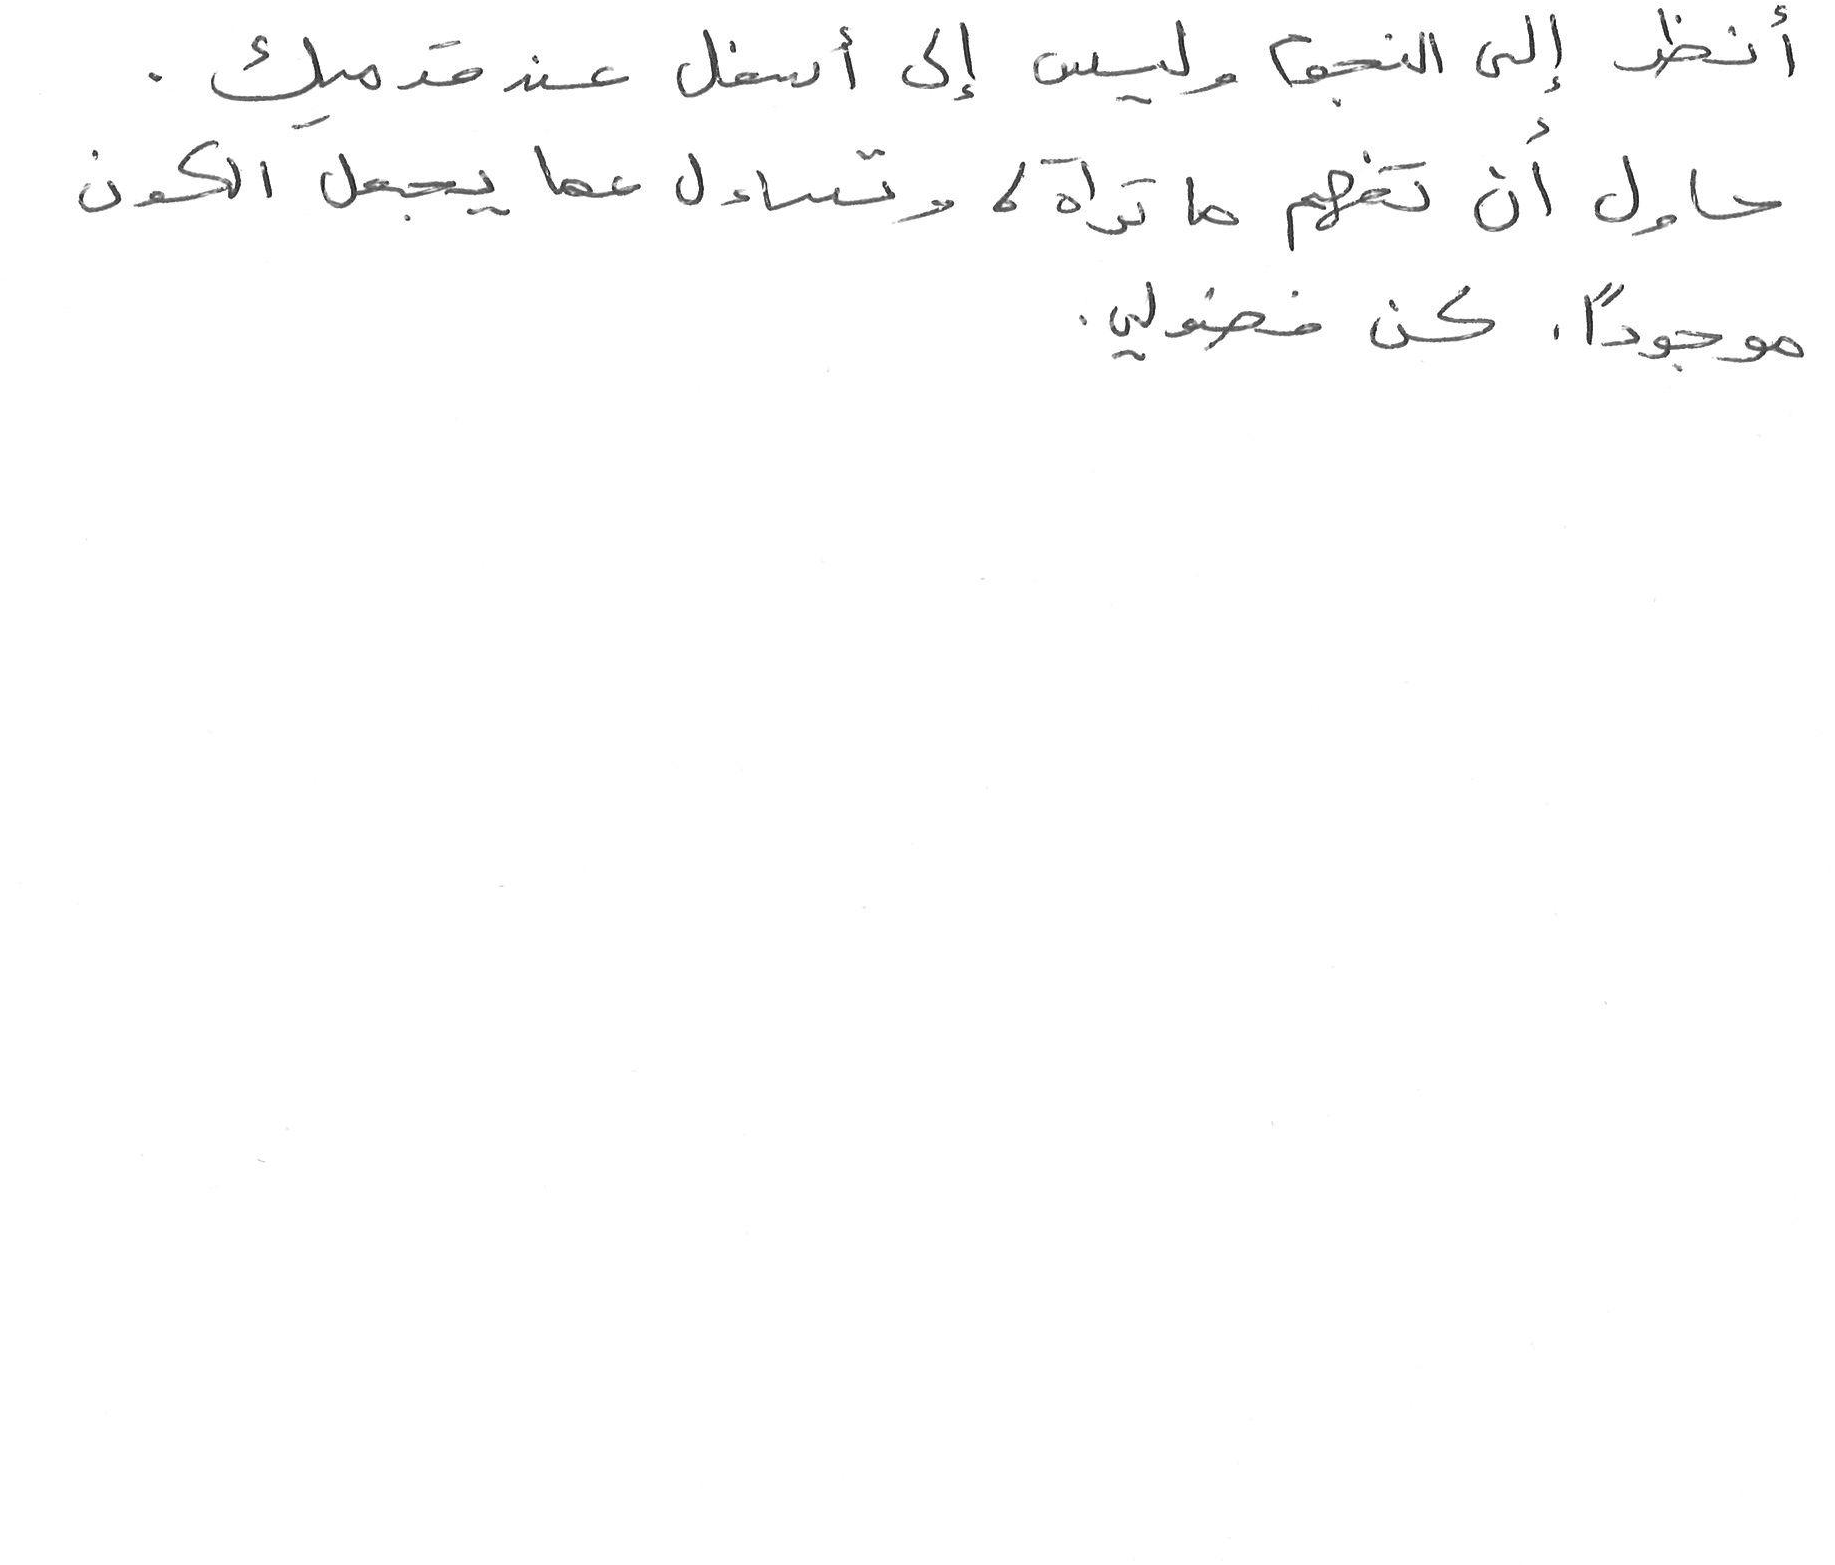 أنظر إلى النجوم وليس إلى أسفل عند قدميك.
حاول أن تفهم ما تراه، وتساءل عما يجعل الكون
موجوداً. كن فضولي.